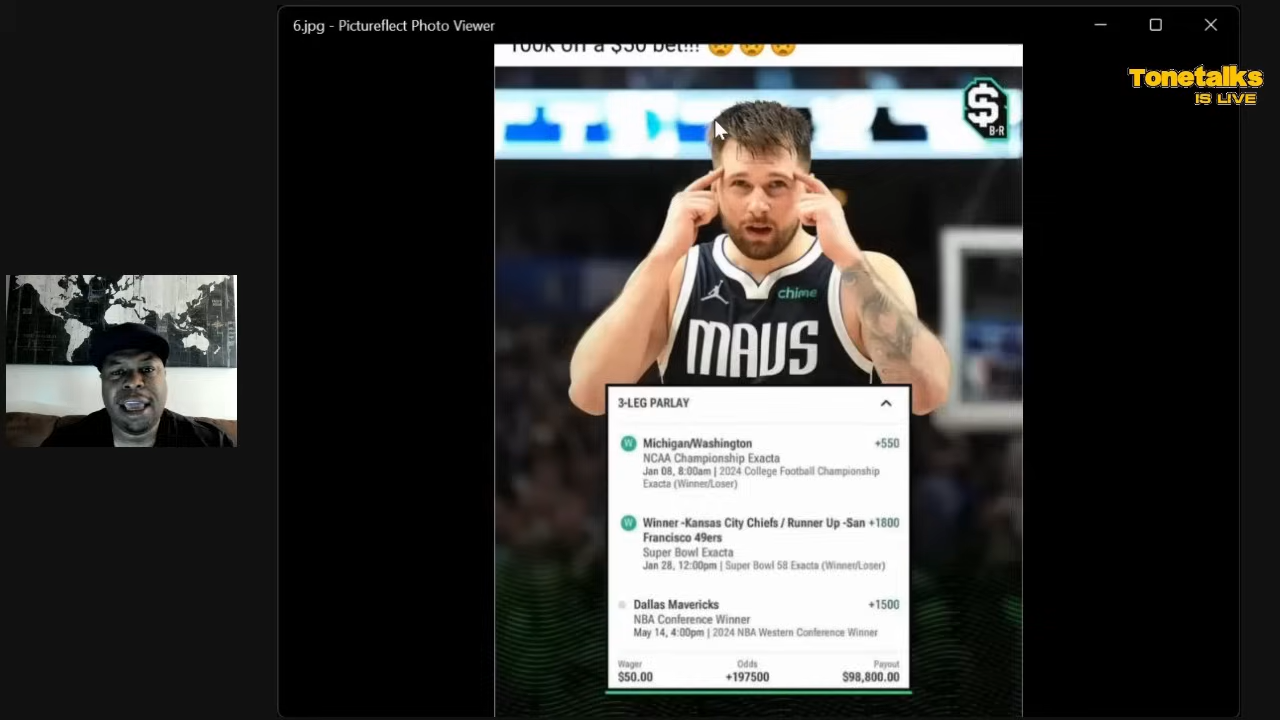 6.jpg - Pictureflect Photo Viewer
100k off a $50 bet!!! 😢 😢 😢
Tonetalks
IS LIVE
$
B·R
chime
MAVS
3-LEG PARLAY
W Michigan/Washington +550
NCAA Championship Exacta
Jan 08, 8:00am | 2024 College Football Championship
Exacta (Winner/Loser)
W Winner -Kansas City Chiefs / Runner Up -San +1800
Francisco 49ers
Super Bowl Exacta
Jan 28, 12:00pm | Super Bowl 58 Exacta (Winner/Loser)
Dallas Mavericks +1500
NBA Conference Winner
May 14, 4:00pm | 2024 NBA Western Conference Winner
Wager Odds Payout
$50.00 +197500 $98,800.00